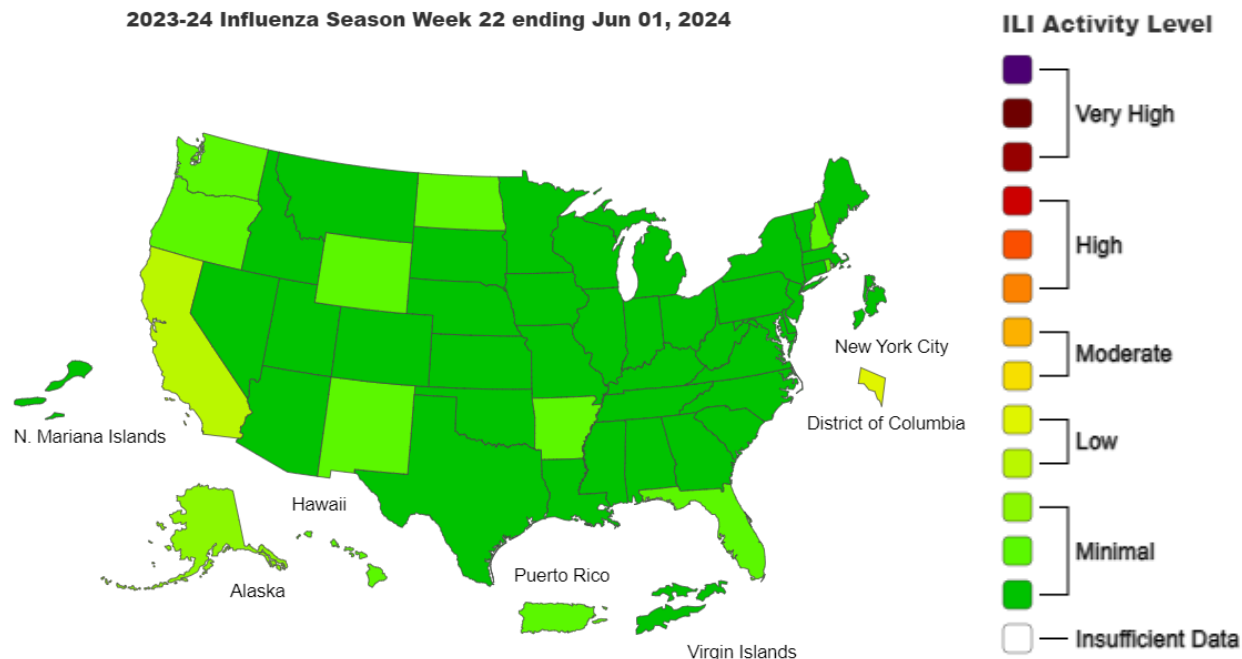 2023-24 Influenza Season Week 22 ending Jun 01, 2024
ILI Activity Level
Very High
High
Moderate
Low
Minimal
Insufficient Data
New York City
District of Columbia
N. Mariana Islands
Hawaii
Alaska
Puerto Rico
Virgin Islands